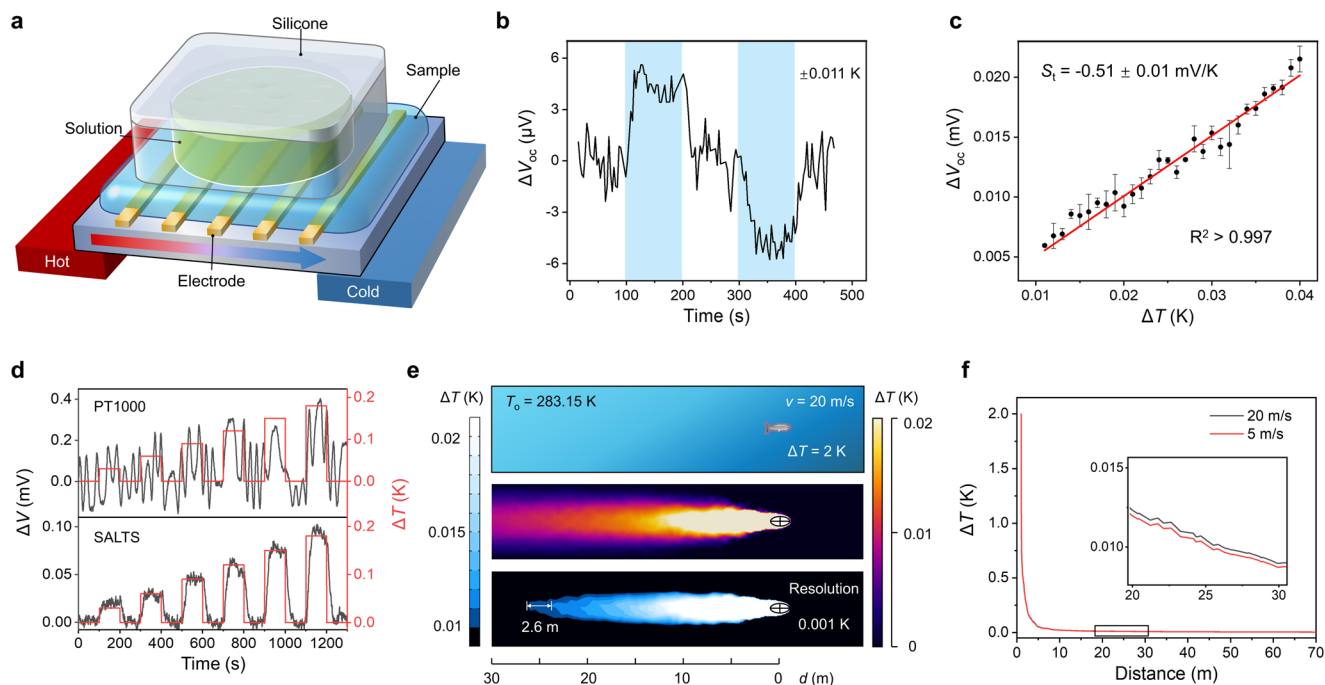 a
Silicone
Sample
Solution
Hot
Electrode
Cold
b
ΔVoc (μV)
6
3
0
-3
-6
±0.011 K
0 100 200 300 400 500
Time (s)
c
ΔVoc (mV)
0.020
0.015
0.010
0.005
St = -0.51 ± 0.01 mV/K
R² > 0.997
0.01 0.02 0.03 0.04
ΔT (K)
d
PT1000
0.4
0.2
0.0
0.2
0.1
0.0
ΔV (mV)
ΔT (K)
SALTS
0.10
0.05
0.00
0.2
0.1
0.0
0 200 400 600 800 1000 1200
Time (s)
e
ΔT (K)
0.02
0.015
0.01
To = 283.15 K
v = 20 m/s
ΔT = 2 K
Resolution
0.001 K
2.6 m
ΔT (K)
0.02
0.01
0
30 20 10 0 d (m)
f
ΔT (K)
2.0
1.5
1.0
0.5
0.0
20 m/s
5 m/s
0.015
0.010
20 25 30
0 10 20 30 40 50 60 70
Distance (m)